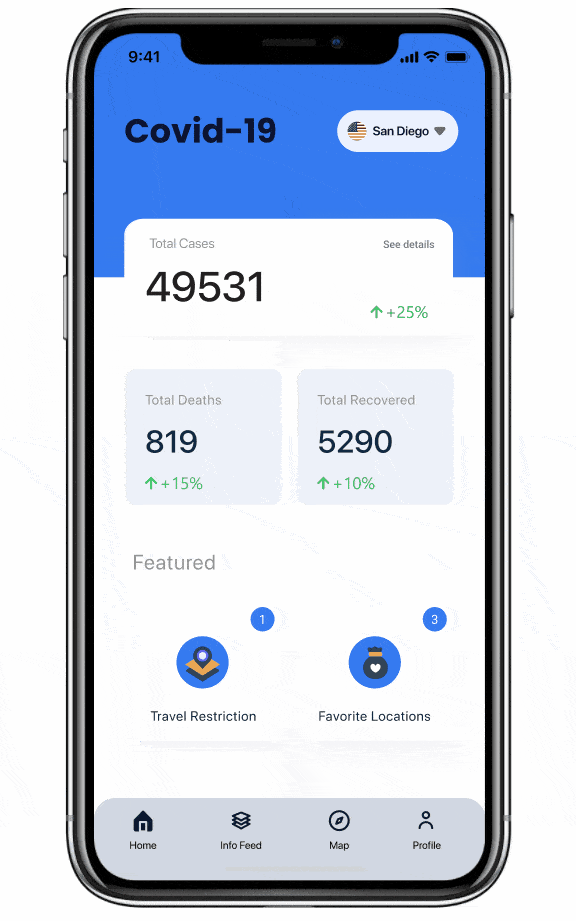 9:41
Covid-19
San Diego
Total Cases
See details
49531
+25%
Total Deaths
Total Recovered
819
5290
+15%
+10%
Featured
1
3
Travel Restriction
Favorite Locations
Home
Info Feed
Map
Profile